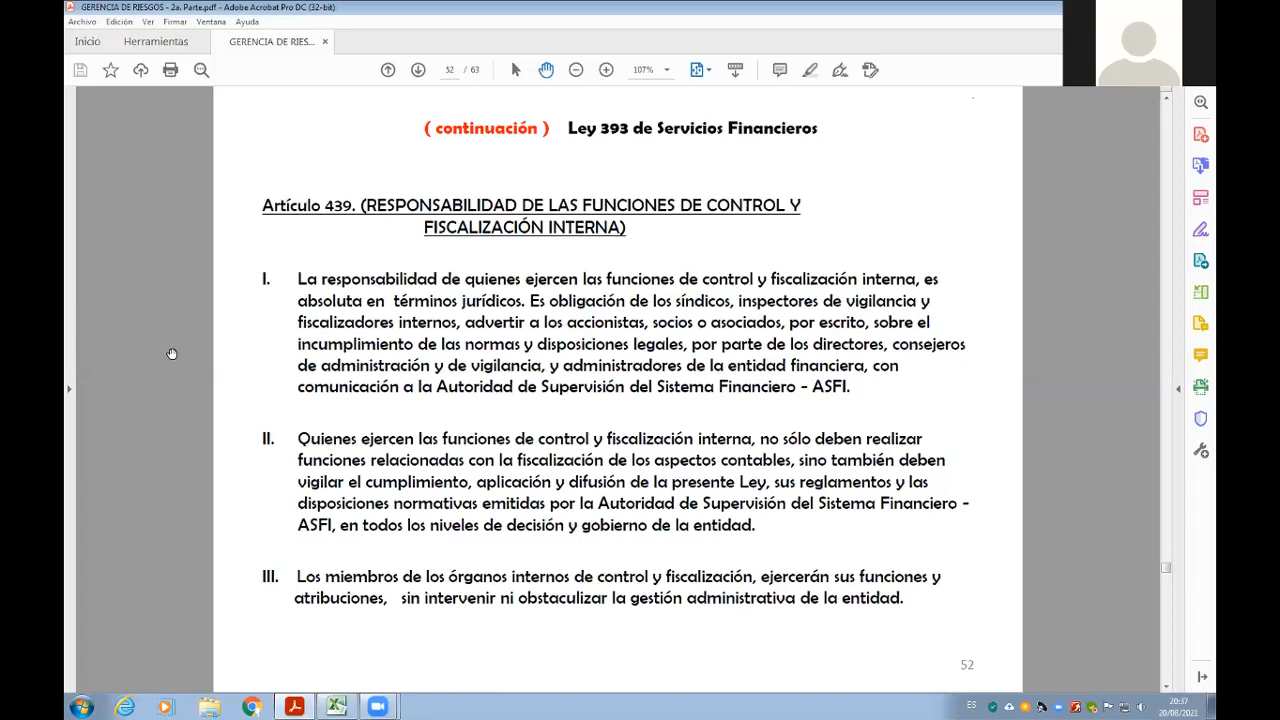 GERENCIA DE RIESGOS - 2a. Parte.pdf - Adobe Acrobat Pro DC (32-bit)
Archivo Edición Ver Firmar Ventana Ayuda
Inicio Herramientas GERENCIA DE RIES... ×
52 / 63 107%
( continuación ) Ley 393 de Servicios Financieros
Artículo 439. (RESPONSABILIDAD DE LAS FUNCIONES DE CONTROL Y
FISCALIZACIÓN INTERNA)
I. La responsabilidad de quienes ejercen las funciones de control y fiscalización interna, es
absoluta en términos jurídicos. Es obligación de los síndicos, inspectores de vigilancia y
fiscalizadores internos, advertir a los accionistas, socios o asociados, por escrito, sobre el
incumplimiento de las normas y disposiciones legales, por parte de los directores, consejeros
de administración y de vigilancia, y administradores de la entidad financiera, con
comunicación a la Autoridad de Supervisión del Sistema Financiero - ASFI.
II. Quienes ejercen las funciones de control y fiscalización interna, no sólo deben realizar
funciones relacionadas con la fiscalización de los aspectos contables, sino también deben
vigilar el cumplimiento, aplicación y difusión de la presente Ley, sus reglamentos y las
disposiciones normativas emitidas por la Autoridad de Supervisión del Sistema Financiero -
ASFI, en todos los niveles de decisión y gobierno de la entidad.
III. Los miembros de los órganos internos de control y fiscalización, ejercerán sus funciones y
atribuciones, sin intervenir ni obstaculizar la gestión administrativa de la entidad.
52
ES 20:37
20/08/2021